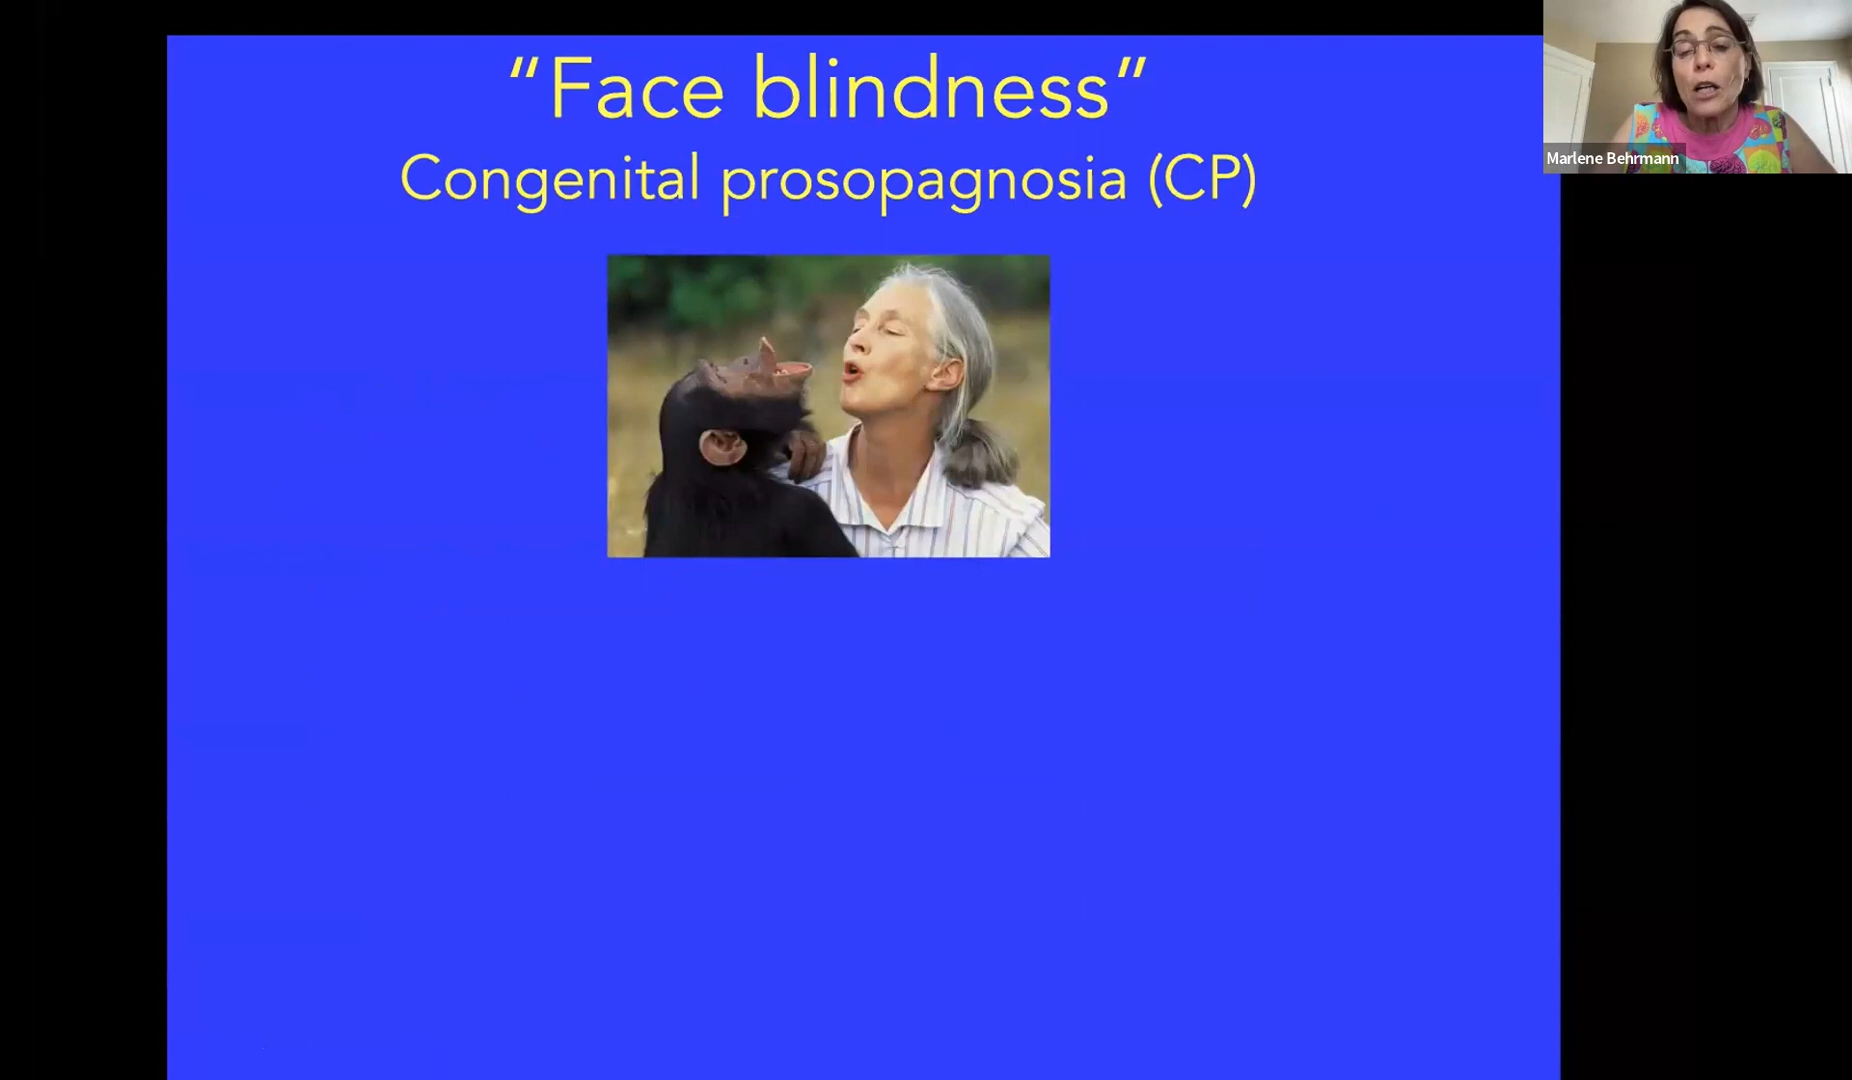 “Face blindness”
Congenital prosopagnosia (CP)
Marlene Behrmann